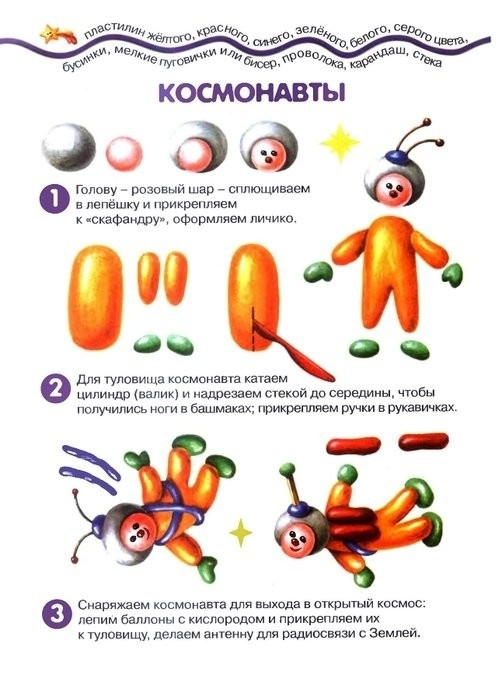 пластилин жёлтого, красного, синего, зелёного, белого, серого цвета,
бусинки, мелкие пуговички или бисер, проволока, карандаш, стека
КОСМОНАВТЫ
1
Голову – розовый шар – сплющиваем
в лепёшку и прикрепляем
к «скафандру», оформляем личико.
2
Для туловища космонавта катаем
цилиндр (валик) и надрезаем стекой до середины, чтобы
получились ноги в башмаках; прикрепляем ручки в рукавичках.
3
Снаряжаем космонавта для выхода в открытый космос:
лепим баллоны с кислородом и прикрепляем их
к туловищу, делаем антенну для радиосвязи с Землей.